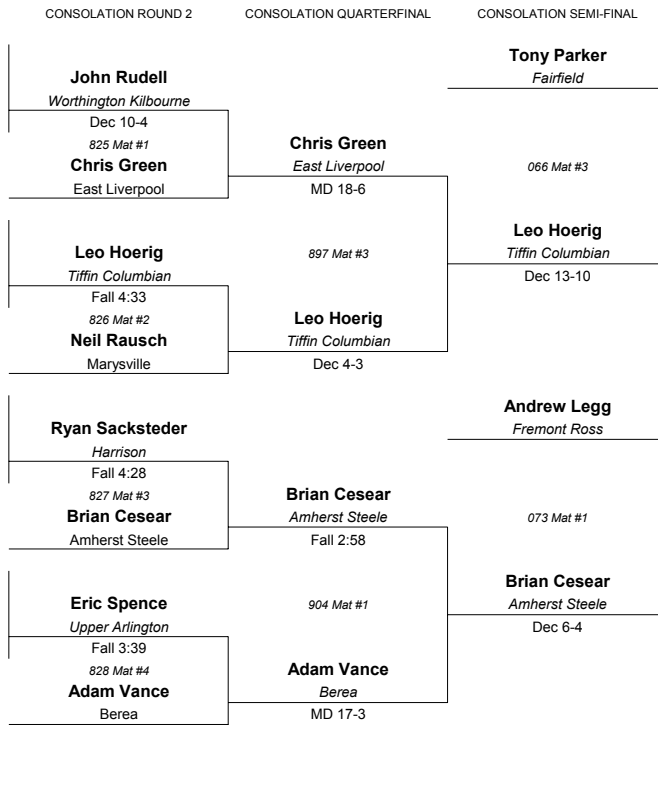 CONSOLATION ROUND 2
CONSOLATION QUARTERFINAL
CONSOLATION SEMI-FINAL
John Rudell
Worthington Kilbourne
Dec 10-4
825 Mat #1
Chris Green
East Liverpool
Leo Hoerig
Tiffin Columbian
Fall 4:33
826 Mat #2
Neil Rausch
Marysville
Ryan Sacksteder
Harrison
Fall 4:28
827 Mat #3
Brian Cesear
Amherst Steele
Eric Spence
Upper Arlington
Fall 3:39
828 Mat #4
Adam Vance
Berea
Chris Green
East Liverpool
MD 18-6
897 Mat #3
Leo Hoerig
Tiffin Columbian
Dec 4-3
Brian Cesear
Amherst Steele
Fall 2:58
904 Mat #1
Adam Vance
Berea
MD 17-3
Tony Parker
Fairfield
066 Mat #3
Leo Hoerig
Tiffin Columbian
Dec 13-10
Andrew Legg
Fremont Ross
073 Mat #1
Brian Cesear
Amherst Steele
Dec 6-4